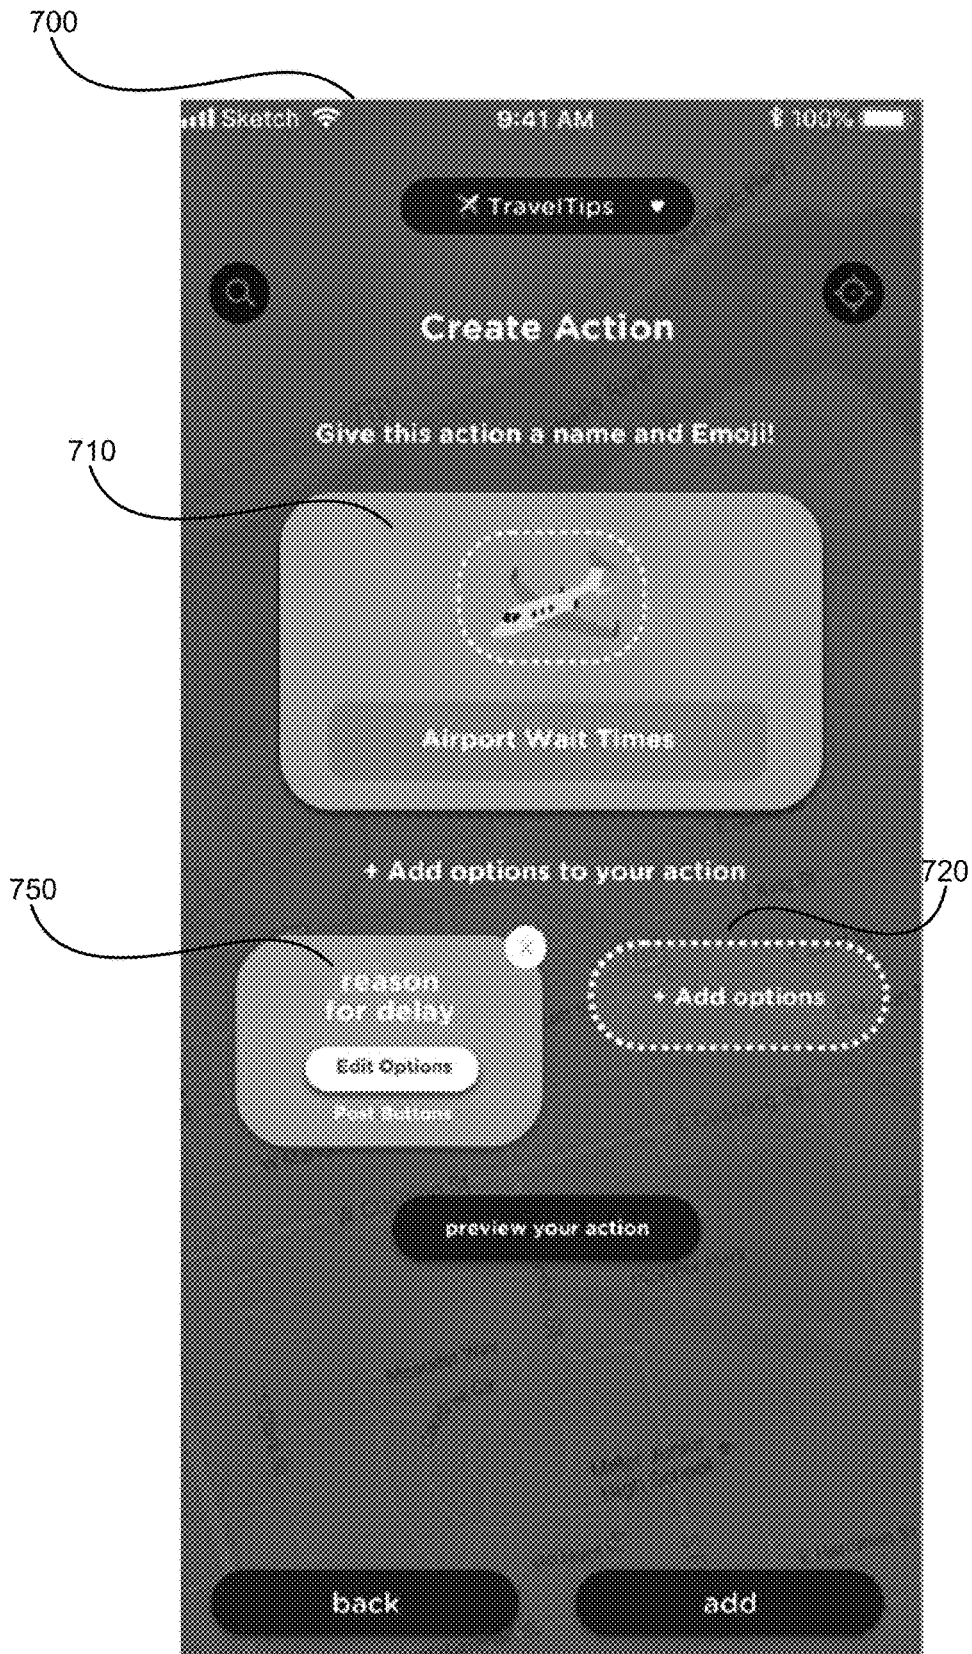 700
Sketch 9:41 AM 100%
TravelTips
Create Action
Give this action a name and Emoji!
710
Airport Wait Times
+ Add options to your action
750
720
reason
for delay
+ Add options
Edit Options
Post Buttons
preview your action
back
add